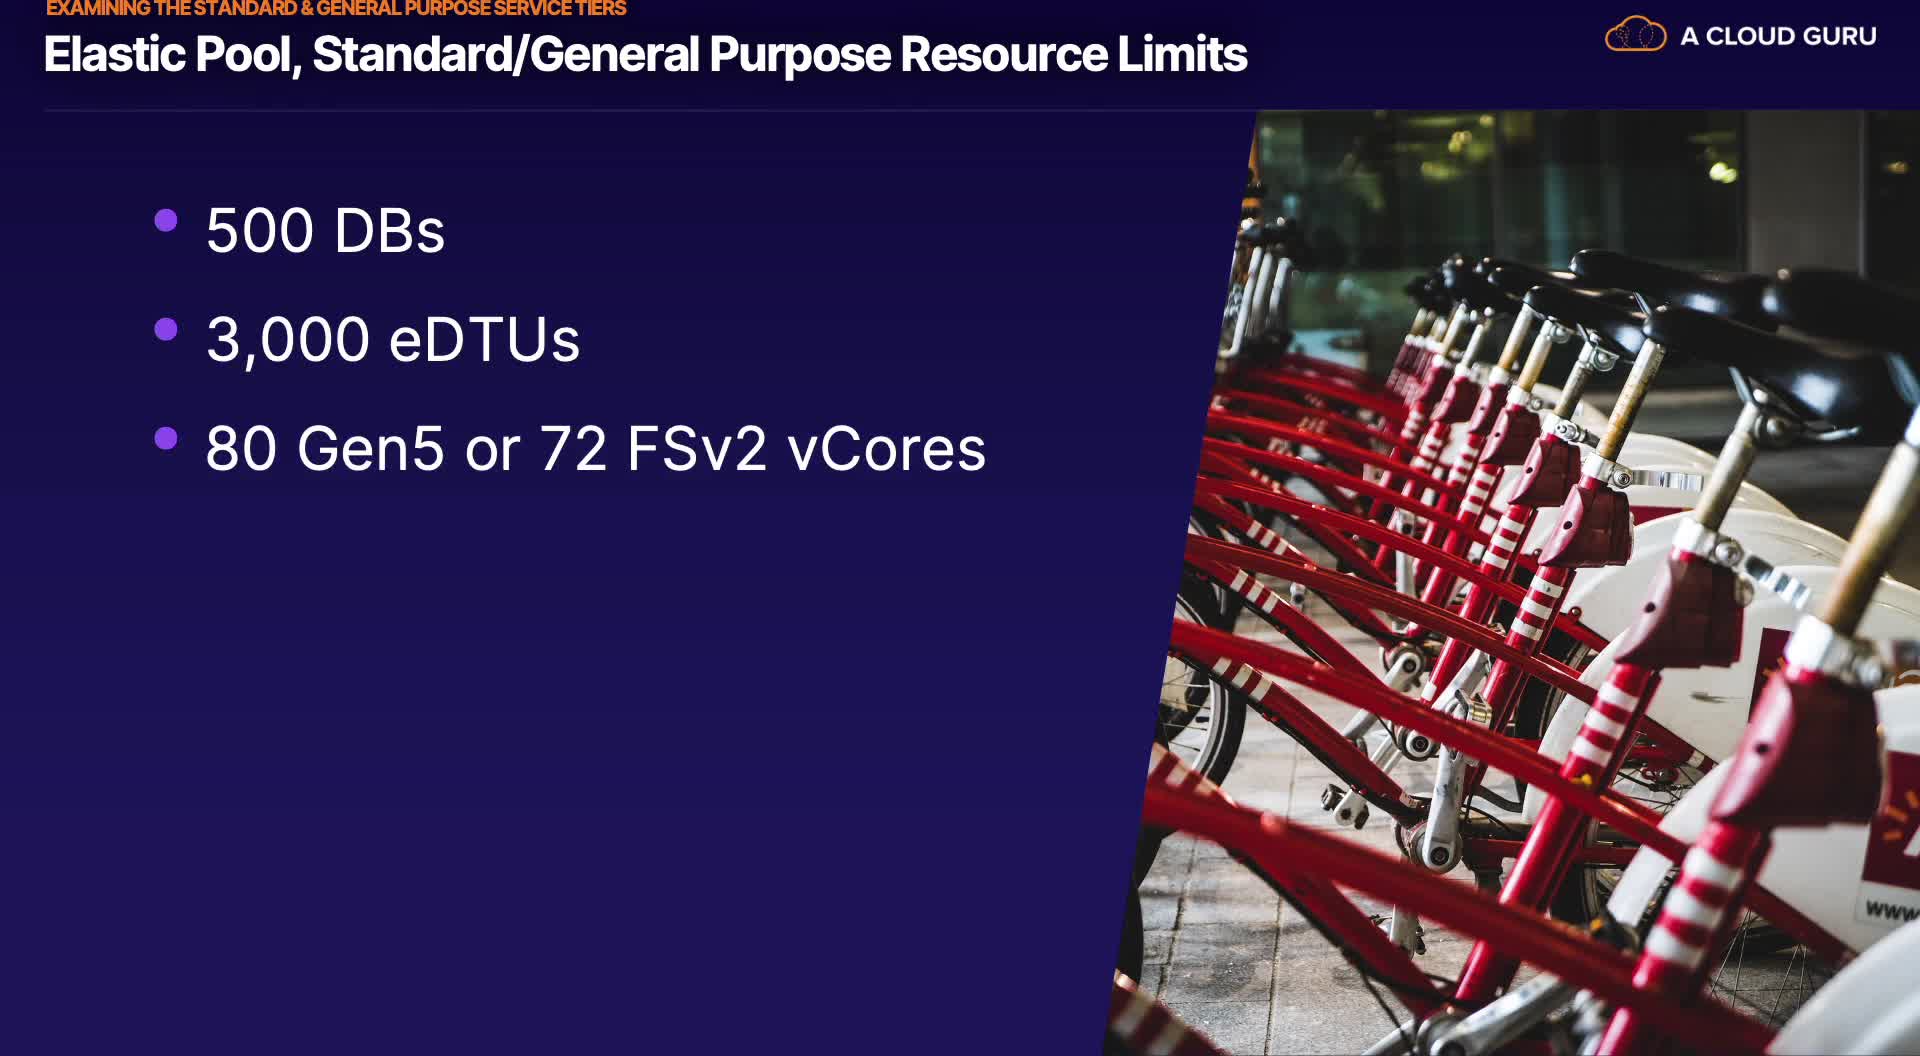 EXAMINING THE STANDARD & GENERAL PURPOSE SERVICE TIERS
Elastic Pool, Standard/General Purpose Resource Limits
A CLOUD GURU
500 DBs
3,000 eDTUs
80 Gen5 or 72 FSv2 vCores
www